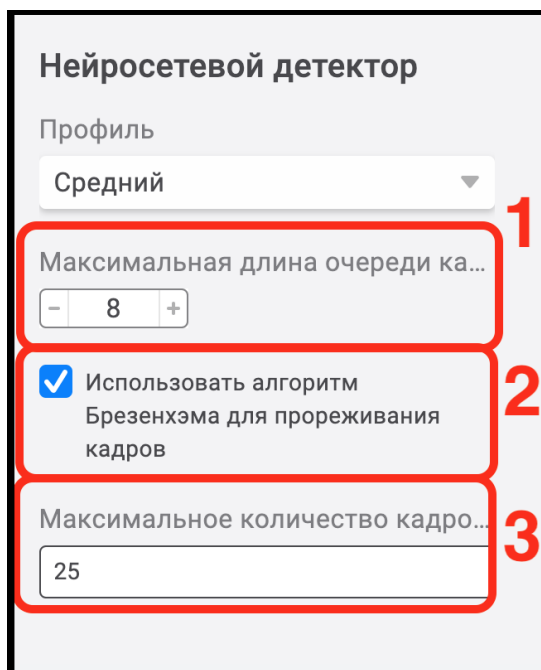 Нейросетевой детектор
Профиль
Средний
1
Максимальная длина очереди ка...
- 8 +
2
Использовать алгоритм
Брезенхэма для прореживания
кадров
Максимальное количество кадро...
3
25